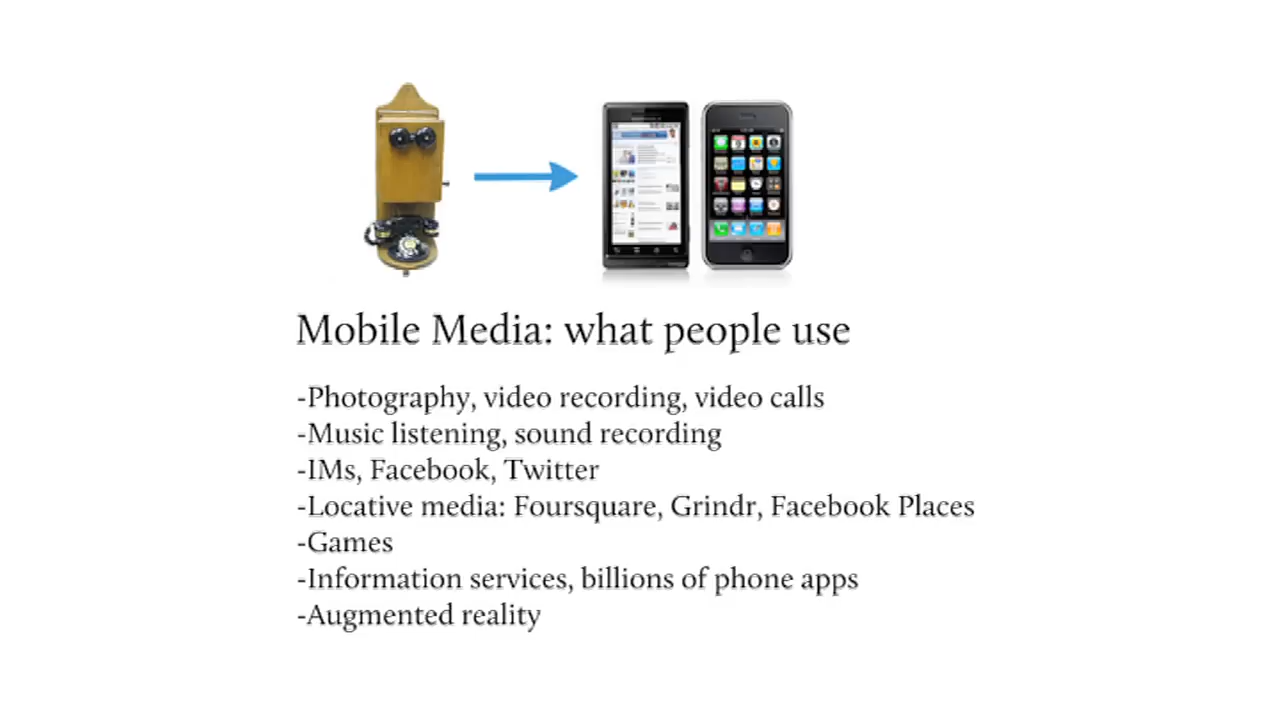 Mobile Media: what people use
-Photography, video recording, video calls
-Music listening, sound recording
-IMs, Facebook, Twitter
-Locative media: Foursquare, Grindr, Facebook Places
-Games
-Information services, billions of phone apps
-Augmented reality